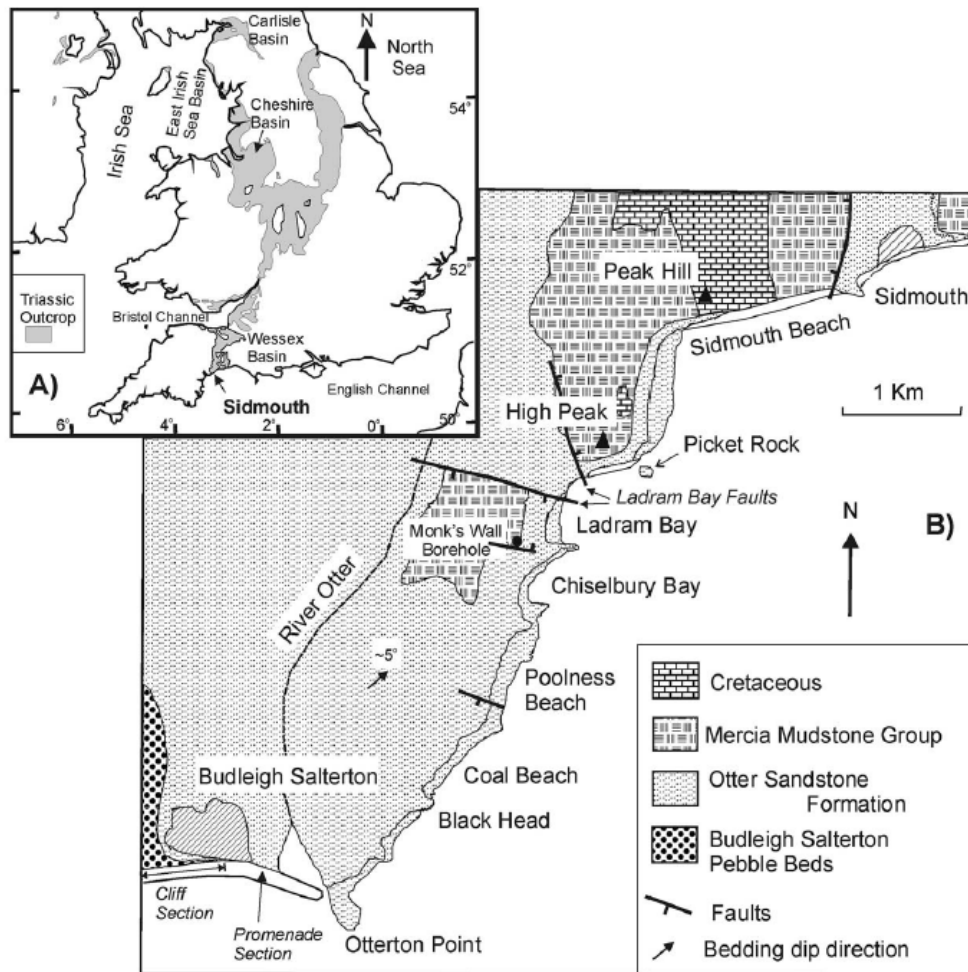 Carlisle
Basin
N
North
Sea
East Irish
Sea Basin
Irish Sea
Cheshire
Basin
54°
52°
Triassic
Outcrop
Bristol Channel
Wessex
Basin
A)
Sidmouth
English Channel
50°
6°
4°
2°
0°
Peak Hill
Sidmouth
Sidmouth Beach
1 Km
High Peak
Picket Rock
Ladram Bay Faults
Ladram Bay
N
B)
Monk's Wall
Borehole
Chiselbury Bay
River Otter
~5°
Poolness
Beach
Budleigh Salterton
Coal Beach
Black Head
Cliff
Section
Promenade
Section
Otterton Point
Cretaceous
Mercia Mudstone Group
Otter Sandstone
Formation
Budleigh Salterton
Pebble Beds
Faults
Bedding dip direction